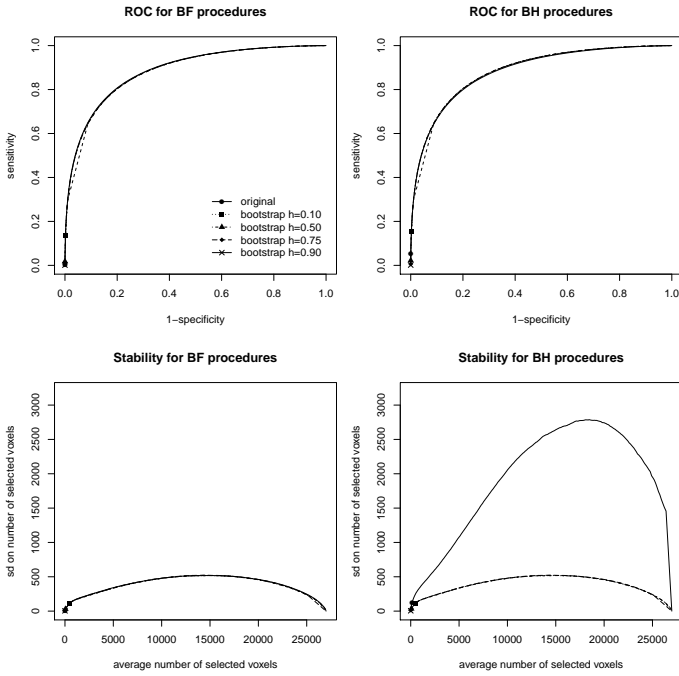 ROC for BF procedures
sensitivity
1.0
0.8
0.6
0.4
0.2
0.0
original
bootstrap h=0.10
bootstrap h=0.50
bootstrap h=0.75
bootstrap h=0.90
0.0 0.2 0.4 0.6 0.8 1.0
1−specificity
ROC for BH procedures
sensitivity
1.0
0.8
0.6
0.4
0.2
0.0
0.0 0.2 0.4 0.6 0.8 1.0
1−specificity
Stability for BF procedures
sd on number of selected voxels
3000
2500
2000
1500
1000
500
0
0 5000 10000 15000 20000 25000
average number of selected voxels
Stability for BH procedures
sd on number of selected voxels
3000
2500
2000
1500
1000
500
0
0 5000 10000 15000 20000 25000
average number of selected voxels